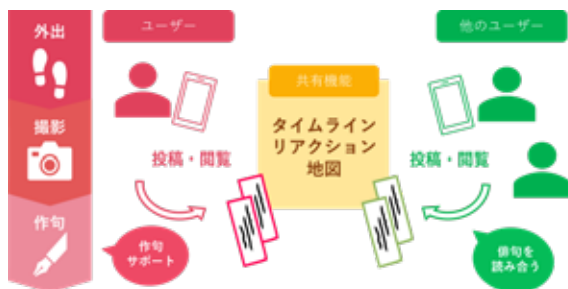 外出
撮影
作句
ユーザー
投稿・閲覧
作句
サポート
共有機能
タイムライン
リアクション
地図
他のユーザー
投稿・閲覧
俳句を
読み合う